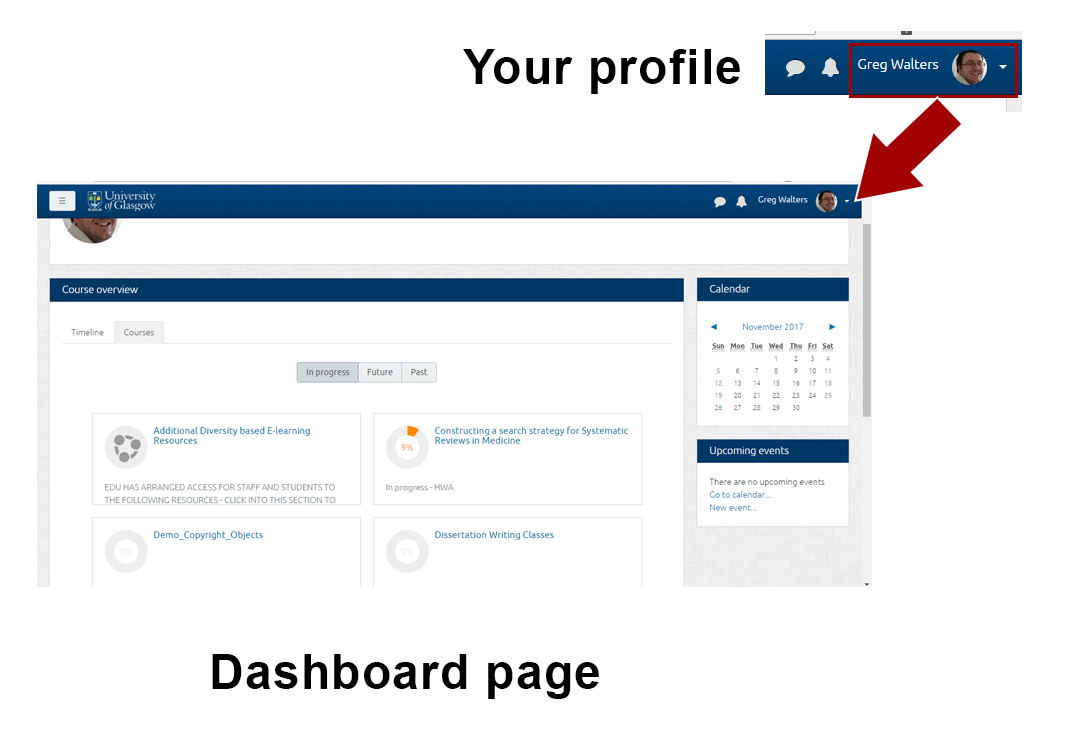 Your profile
Greg Walters
University
of Glasgow
Greg Walters
Course overview
Timeline Courses
In progress Future Past
Additional Diversity based E-learning
Resources
EDU HAS ARRANGED ACCESS FOR STAFF AND STUDENTS TO
THE FOLLOWING RESOURCES - CLICK INTO THIS SECTION TO
9%
Constructing a search strategy for Systematic
Reviews in Medicine
In progress - HWA
0%
Demo_Copyright_Objects
0%
Dissertation Writing Classes
Calendar
◄ November 2017 ►
Sun Mon Tue Wed Thu Fri Sat
1 2 3 4
5 6 7 8 9 10 11
12 13 14 15 16 17 18
19 20 21 22 23 24 25
26 27 28 29 30
Upcoming events
There are no upcoming events
Go to calendar...
New event...
Dashboard page